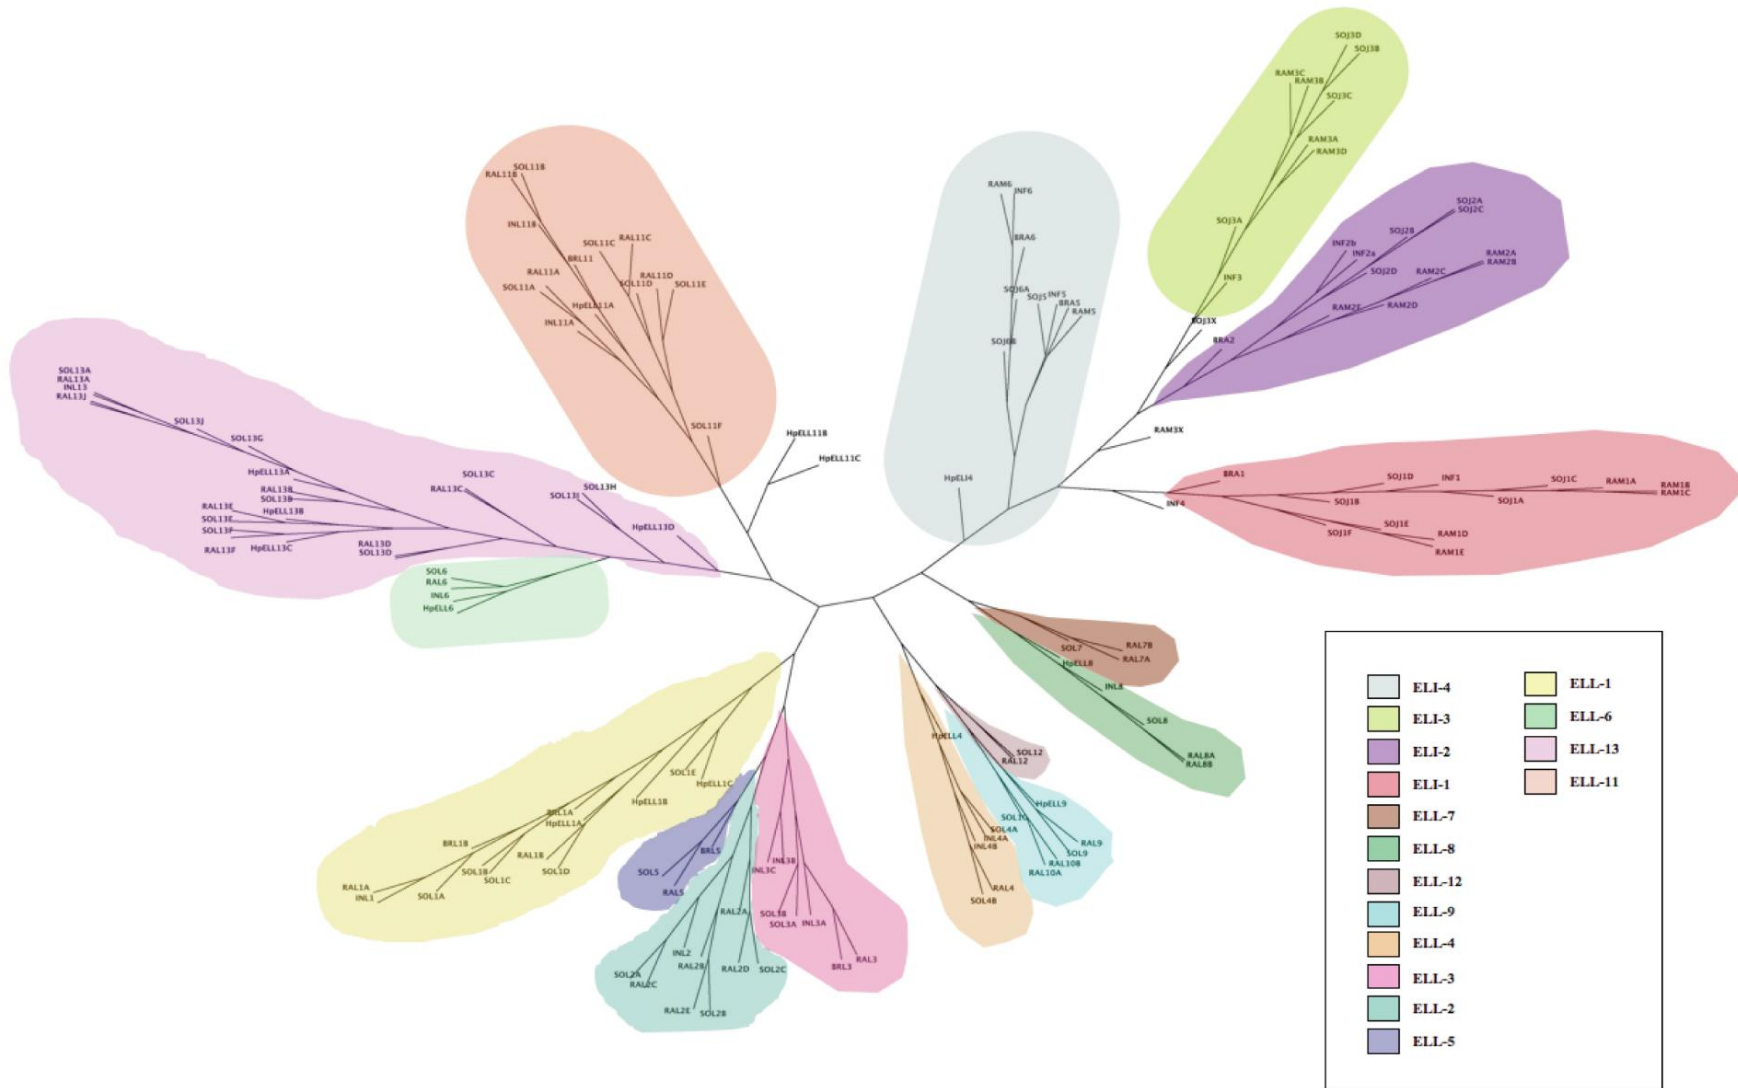 SOJ3D
SOJ3B
RAM3C
RAM3B
SOJ3C
RAM3A
RAM3D
SOJ3A
INF3
SOJ3X
SOJ2A
SOJ2C
SOJ2B
INF2b
INF2a
SOJ2D
RAM2A
RAM2B
RAM2C
RAM2D
BRA2
RAM3X
RAM6
INF6
BRA6
SOJ6A
SOJ5
INF5
BRA5
RAM5
SOJ6B
HpELI4
BRA1
INF4
SOJ1D
INF1
SOJ1C
RAM1A
RAM1B
RAM1C
SOJ1B
SOJ1A
SOJ1E
SOJ1F
RAM1D
RAM1E
SOL11B
RAL11B
INL11B
SOL11C
RAL11C
BRL11
RAL11A
SOL11A
RAL11D
SOL11D
SOL11E
HpELL11A
INL11A
SOL11F
HpELL11B
HpELL11C
SOL13A
RAL13A
INL13
RAL13J
SOL13J
SOL13G
HpELL13A
RAL13B
SOL13B
RAL13E
HpELL13B
SOL13E
SOL13F
RAL13F
HpELL13C
RAL13D
SOL13D
SOL13C
RAL13C
SOL13H
SOL13I
HpELL13D
SOL6
RAL6
INL6
HpELL6
SOL1E
HpELL1C
HpELL1B
BRL1A
HpELL1A
BRL1B
RAL1B
SOL1B
SOL1C
SOL1D
RAL1A
INL1
SOL1A
BRL5
SOL5
RAL5
RAL2A
INL2
RAL2B
SOL2A
RAL2C
RAL2D
SOL2C
RAL2E
SOL2B
INL3B
INL3C
SOL3B
SOL3A
INL3A
BRL3
RAL3
SOL7
RAL7B
RAL7A
HpELL8
INL8
SOL8
RAL8A
RAL8B
HpELL4
SOL12
RAL12
HpELL9
SOL4A
INL4A
INL4B
RAL9
SOL9
RAL10B
RAL10A
RAL4
SOL4B
ELI-4
ELI-3
ELI-2
ELI-1
ELL-7
ELL-8
ELL-12
ELL-9
ELL-4
ELL-3
ELL-2
ELL-5
ELL-1
ELL-6
ELL-13
ELL-11